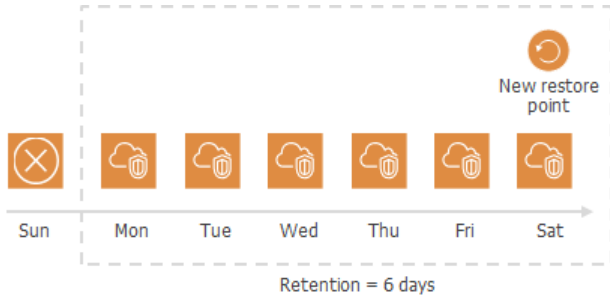 New restore
point
Sun Mon Tue Wed Thu Fri Sat
Retention = 6 days